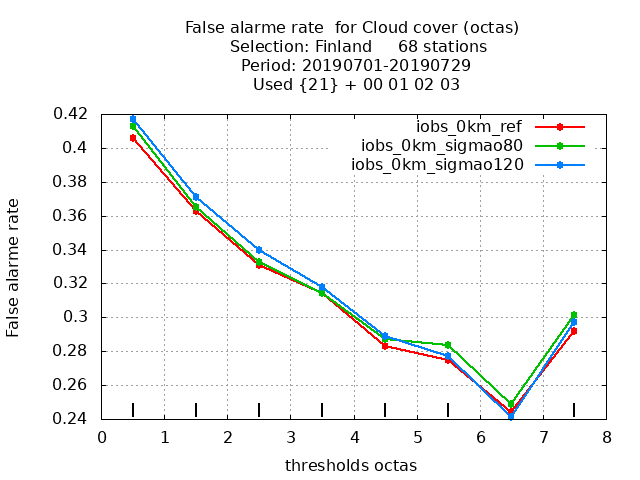 False alarme rate  for Cloud cover (octas)
Selection: Finland     68 stations
Period: 20190701-20190729
Used {21} + 00 01 02 03
iobs_0km_ref
iobs_0km_sigmao80
iobs_0km_sigmao120
0.42
0.4
0.38
0.36
0.34
0.32
0.3
0.28
0.26
0.24
False alarme rate
0 1 2 3 4 5 6 7 8
thresholds octas